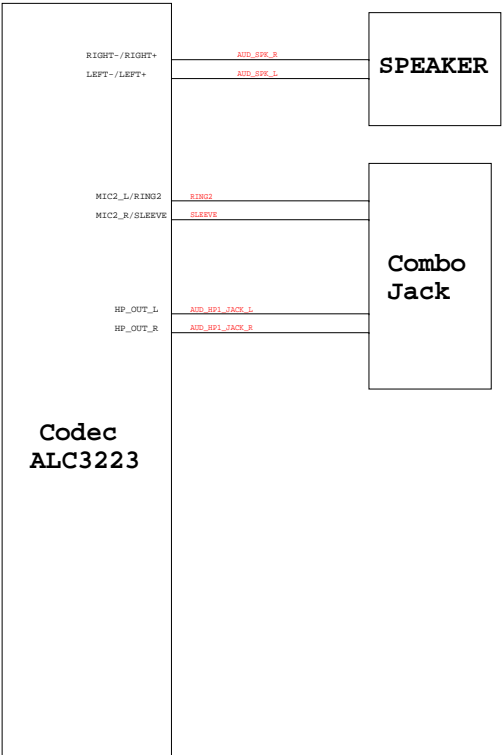 RIGHT-/RIGHT+ AUD_SPK_R
LEFT-/LEFT+ AUD_SPK_L
SPEAKER
MIC2_L/RING2 RING2
MIC2_R/SLEEVE SLEEVE
Combo
Jack
HP_OUT_L AUD_HP1_JACK_L
HP_OUT_R AUD_HP1_JACK_R
Codec
ALC3223